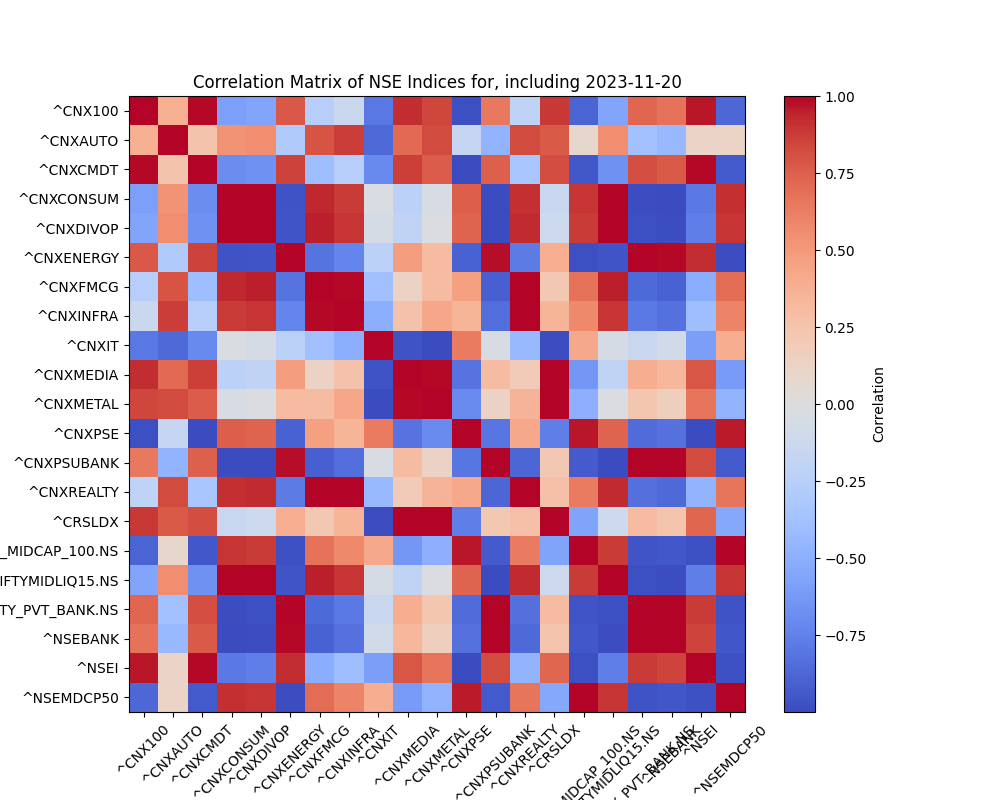 Correlation Matrix of NSE Indices for, including 2023-11-20
^CNX100
^CNXAUTO
^CNXCMDT
^CNXCONSUM
^CNXDIVOP
^CNXENERGY
^CNXFMCG
^CNXINFRA
^CNXIT
^CNXMEDIA
^CNXMETAL
^CNXPSE
^CNXPSUBANK
^CNXREALTY
^CRSLDX
_MIDCAP_100.NS
IFTYMIDLIQ15.NS
TY_PVT_BANK.NS
^NSEBANK
^NSEI
^NSEMDCP50
^CNX100
^CNXAUTO
^CNXCMDT
^CNXCONSUM
^CNXDIVOP
^CNXENERGY
^CNXFMCG
^CNXINFRA
^CNXIT
^CNXMEDIA
^CNXMETAL
^CNXPSE
^CNXPSUBANK
^CNXREALTY
^CRSLDX
MIDCAP_100.NS
TYMIDLIQ15.NS
PVT_BANK.NS
^NSEBANK
^NSEI
^NSEMDCP50
1.00
0.75
0.50
0.25
0.00
−0.25
−0.50
−0.75
Correlation